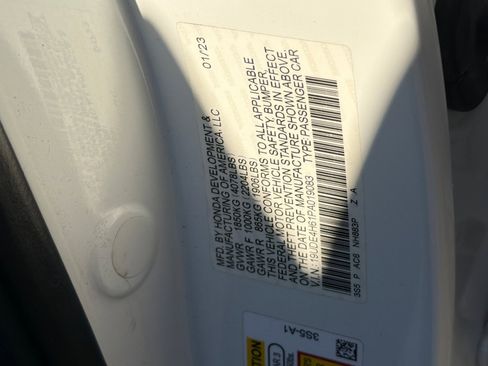 01/23
MFD. BY HONDA DEVELOPMENT &
MANUFACTURING OF AMERICA, LLC
GVWR 1850KG (4078LBS)
GAWR F 1000KG (2204LBS)
GAWR R 865KG (1906LBS)
THIS VEHICLE CONFORMS TO ALL APPLICABLE
FEDERAL MOTOR VEHICLE SAFETY, BUMPER,
AND THEFT PREVENTION STANDARDS IN EFFECT
ON THE DATE OF MANUFACTURE SHOWN ABOVE.
V.I.N. 19UDE4H61PA019083 TYPE:PASSENGER CAR
3S5 P AC6 NH883P Z A
3S5-A1